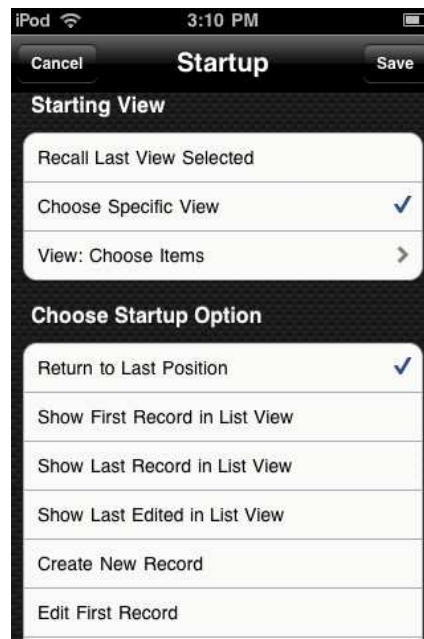 iPod 3:10 PM
Cancel Startup Save
Starting View
Recall Last View Selected
Choose Specific View
View: Choose Items
Choose Startup Option
Return to Last Position
Show First Record in List View
Show Last Record in List View
Show Last Edited in List View
Create New Record
Edit First Record